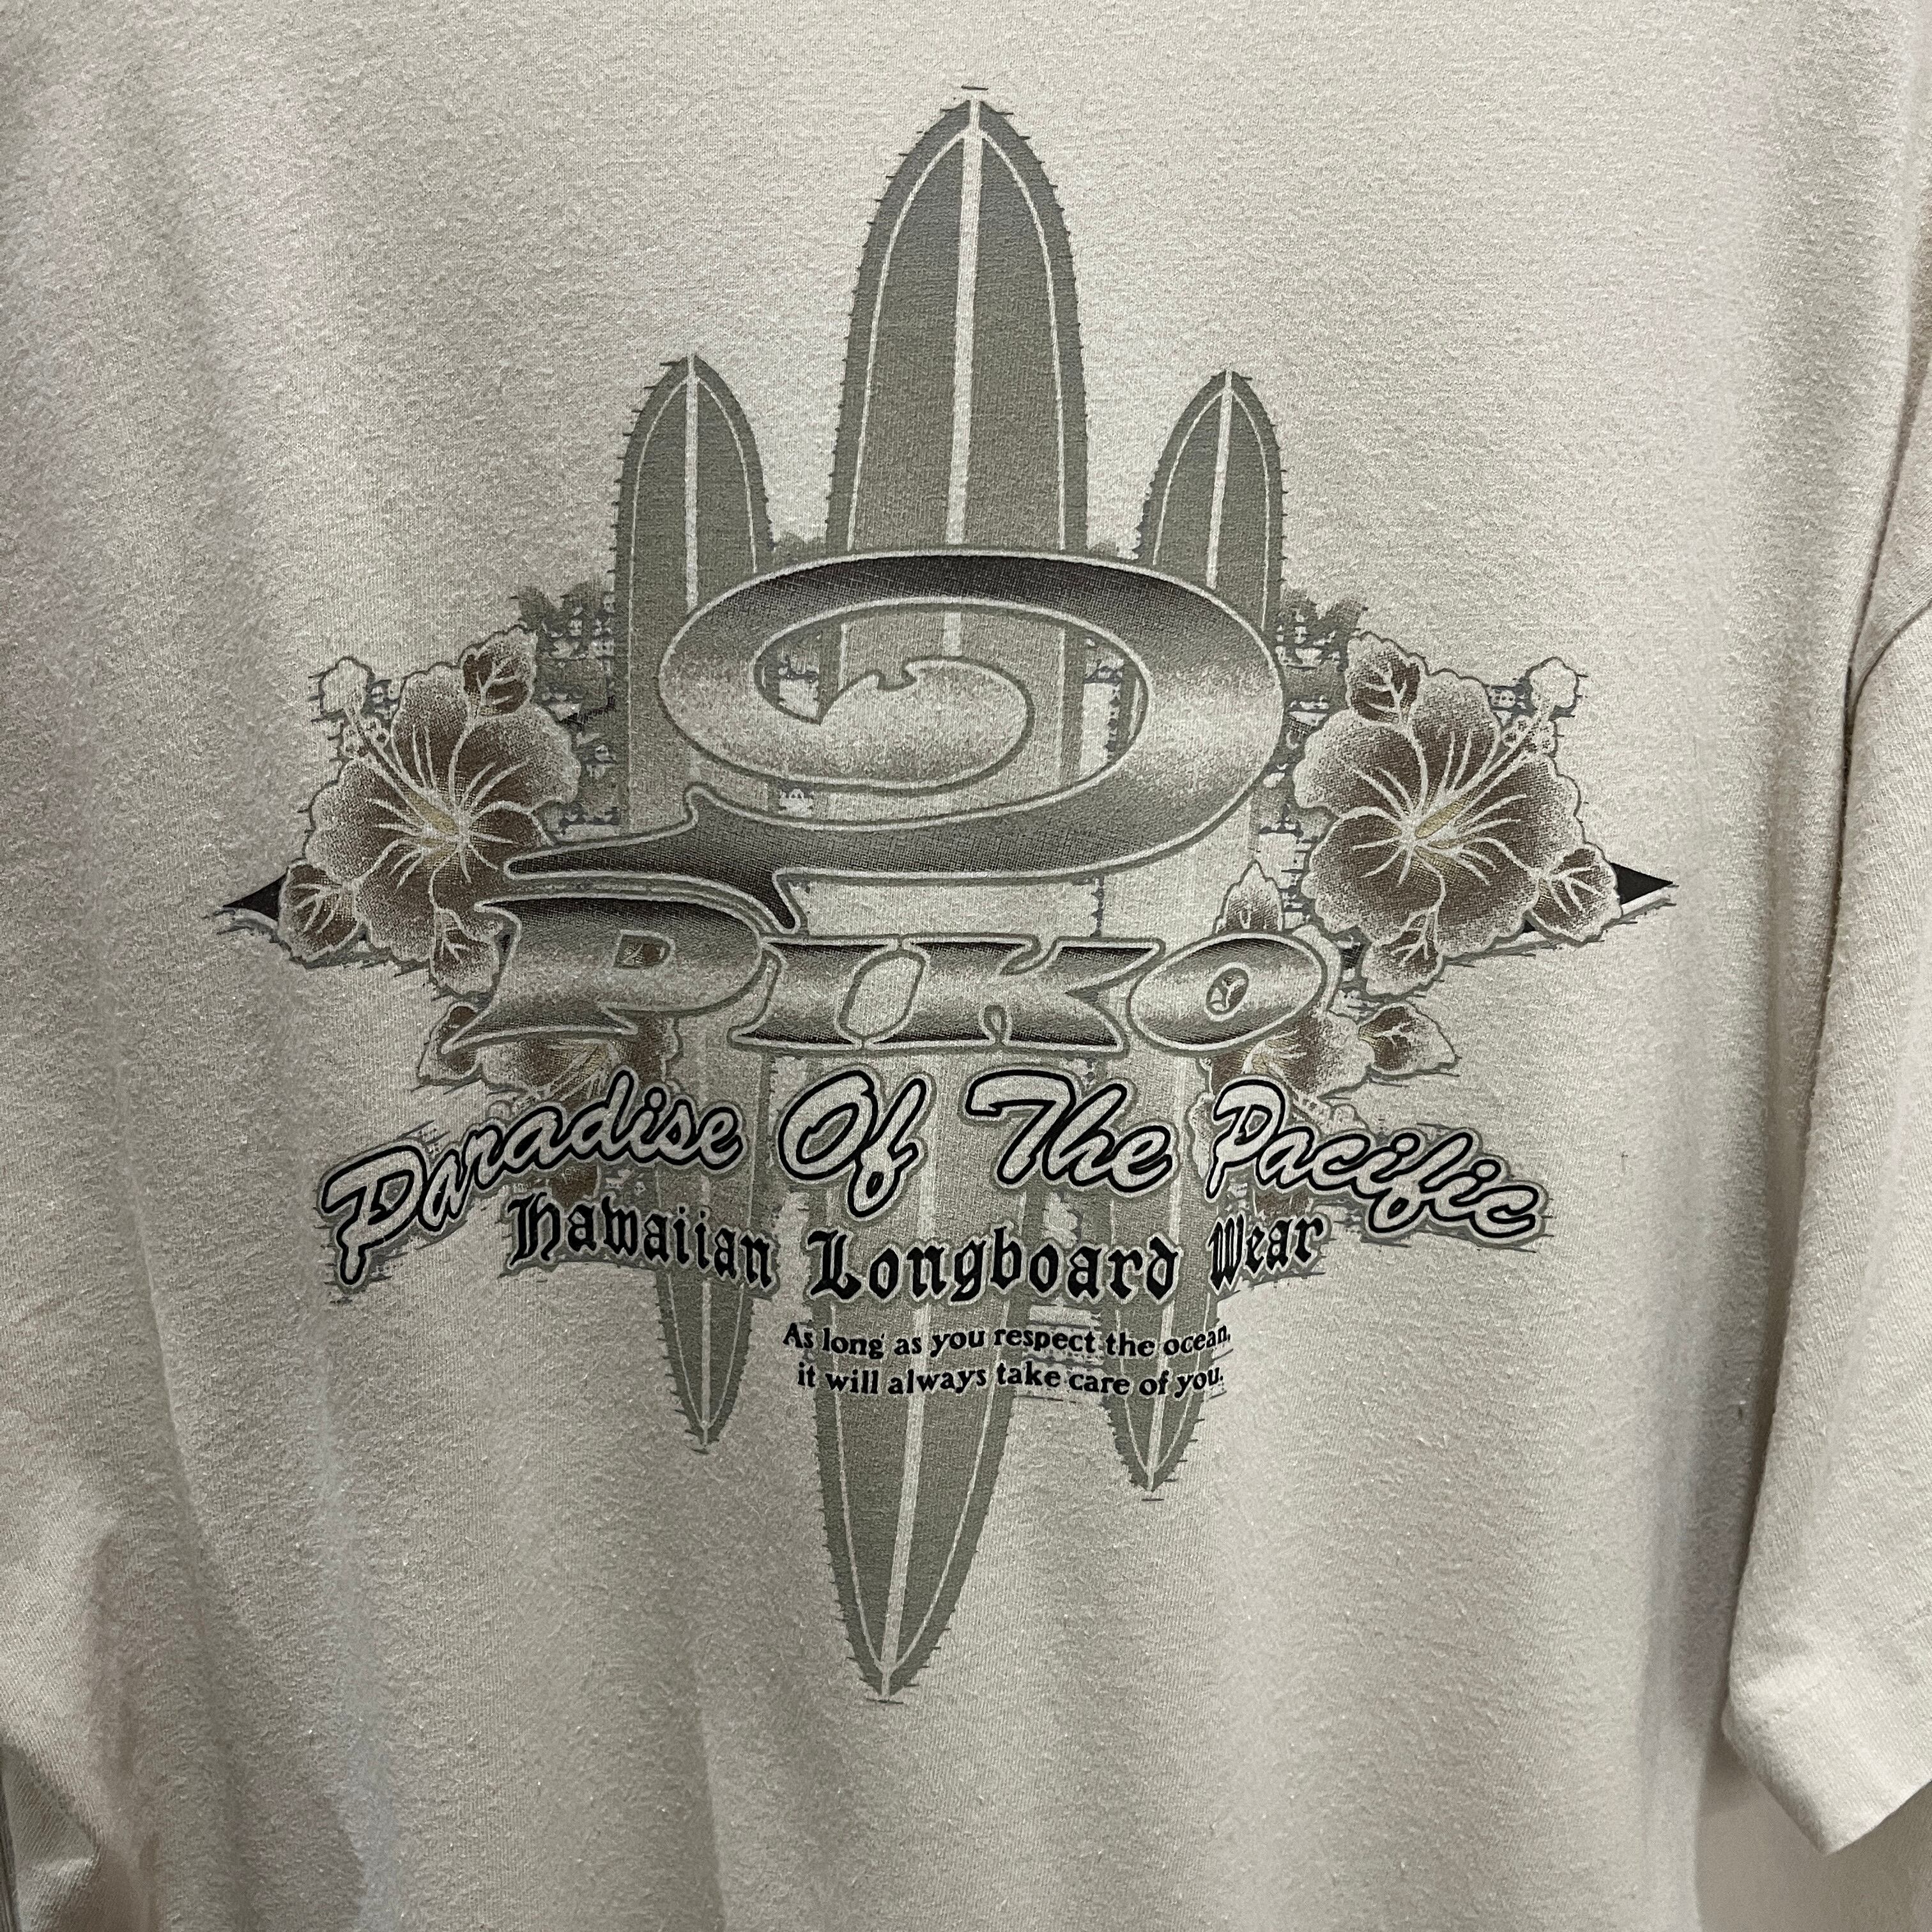 Piko
Paradise Of The Pacific
Hawaiian Longboard Wear
As long as you respect the ocean,
it will always take care of you.